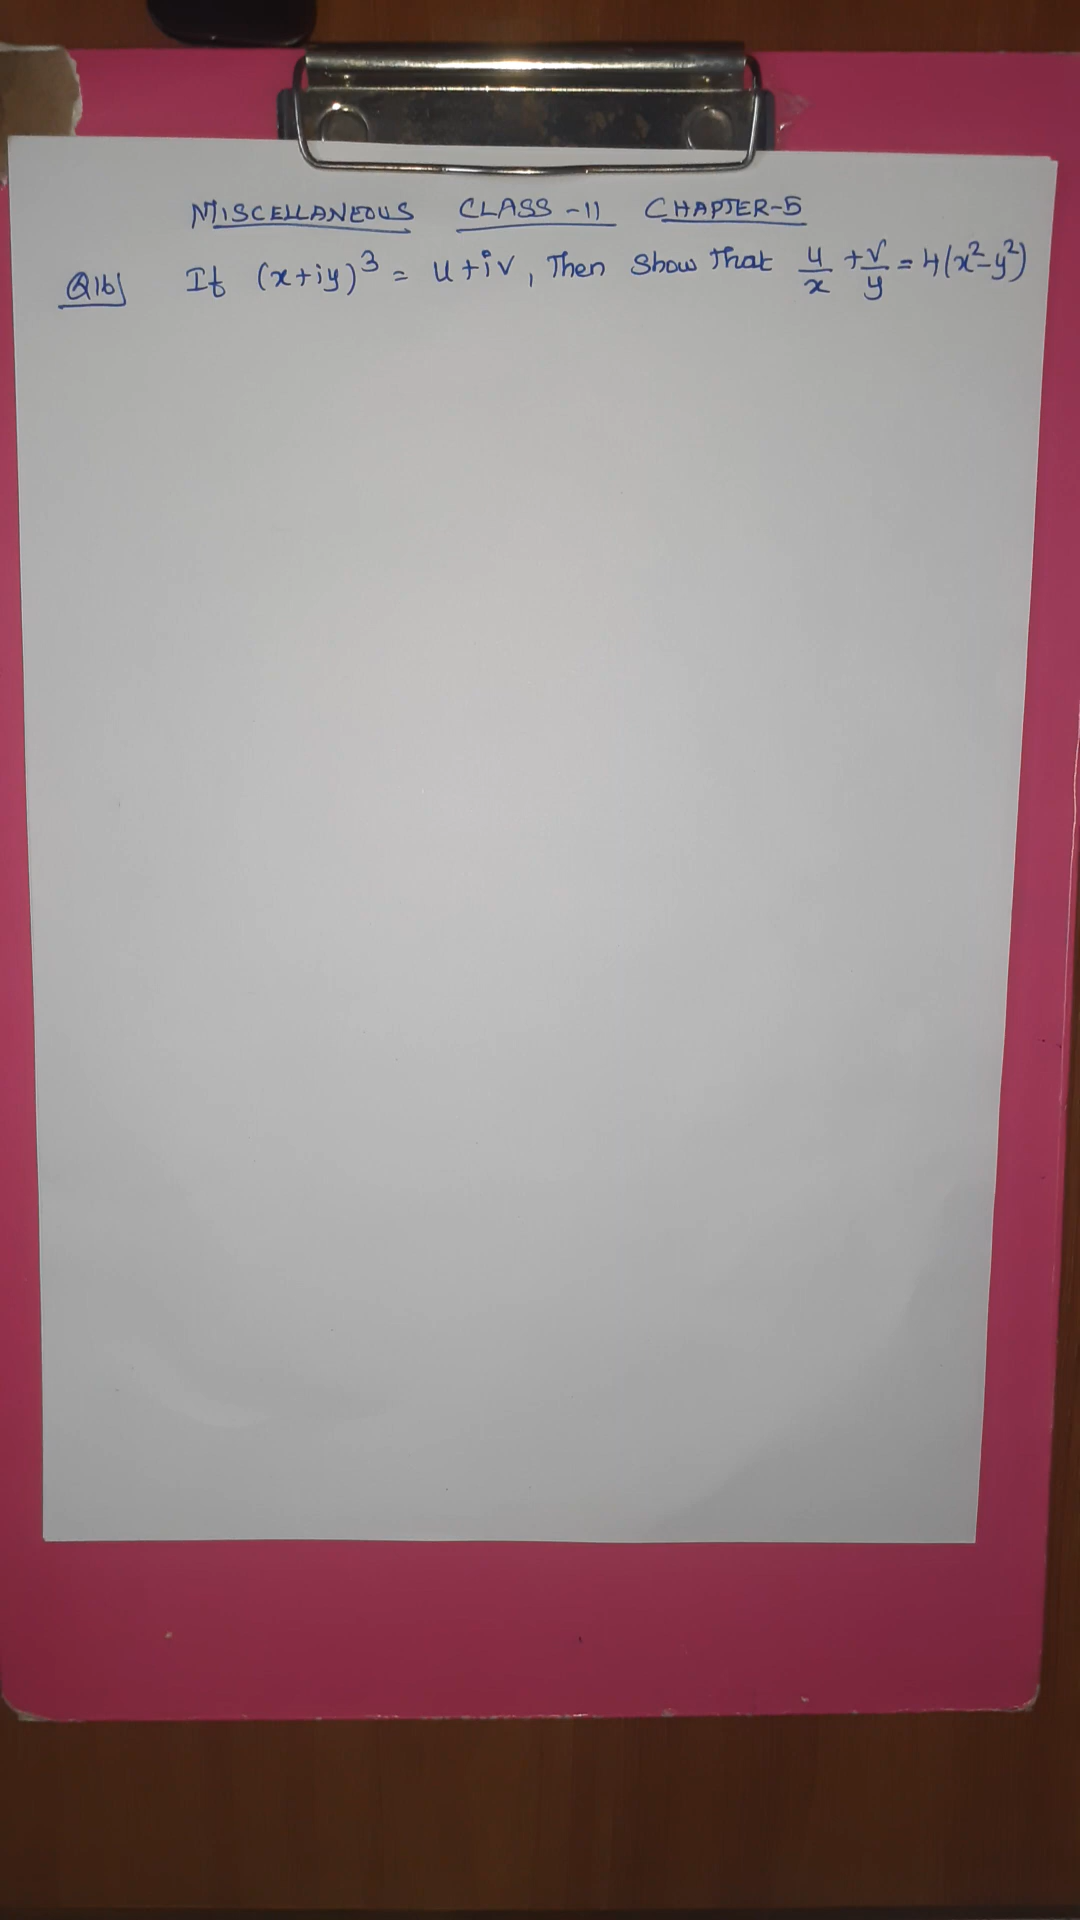 MISCELLANEOUS CLASS-11 CHAPTER-5
Q16) If (x+iy)³ = u+iv, Then Show That u/x + v/y = 4(x²-y²)